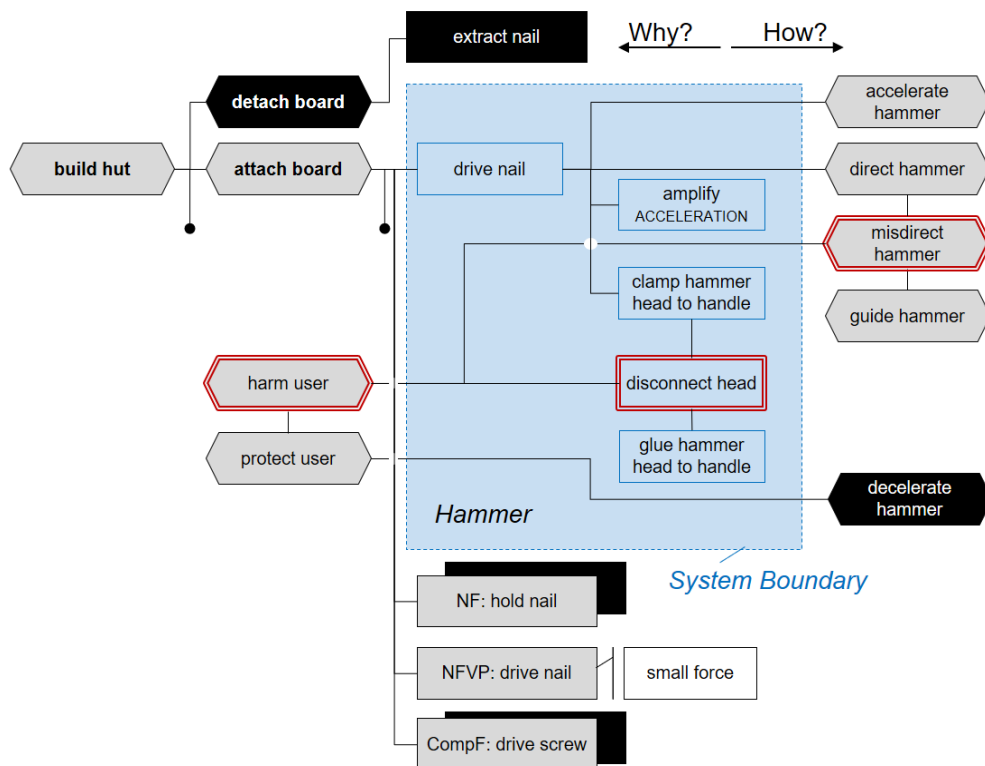 extract nail
Why?
How?
detach board
accelerate
hammer
build hut
attach board
drive nail
direct hammer
amplify
ACCELERATION
misdirect
hammer
clamp hammer
head to handle
guide hammer
harm user
disconnect head
protect user
glue hammer
head to handle
decelerate
hammer
Hammer
System Boundary
NF: hold nail
NFVP: drive nail
small force
CompF: drive screw